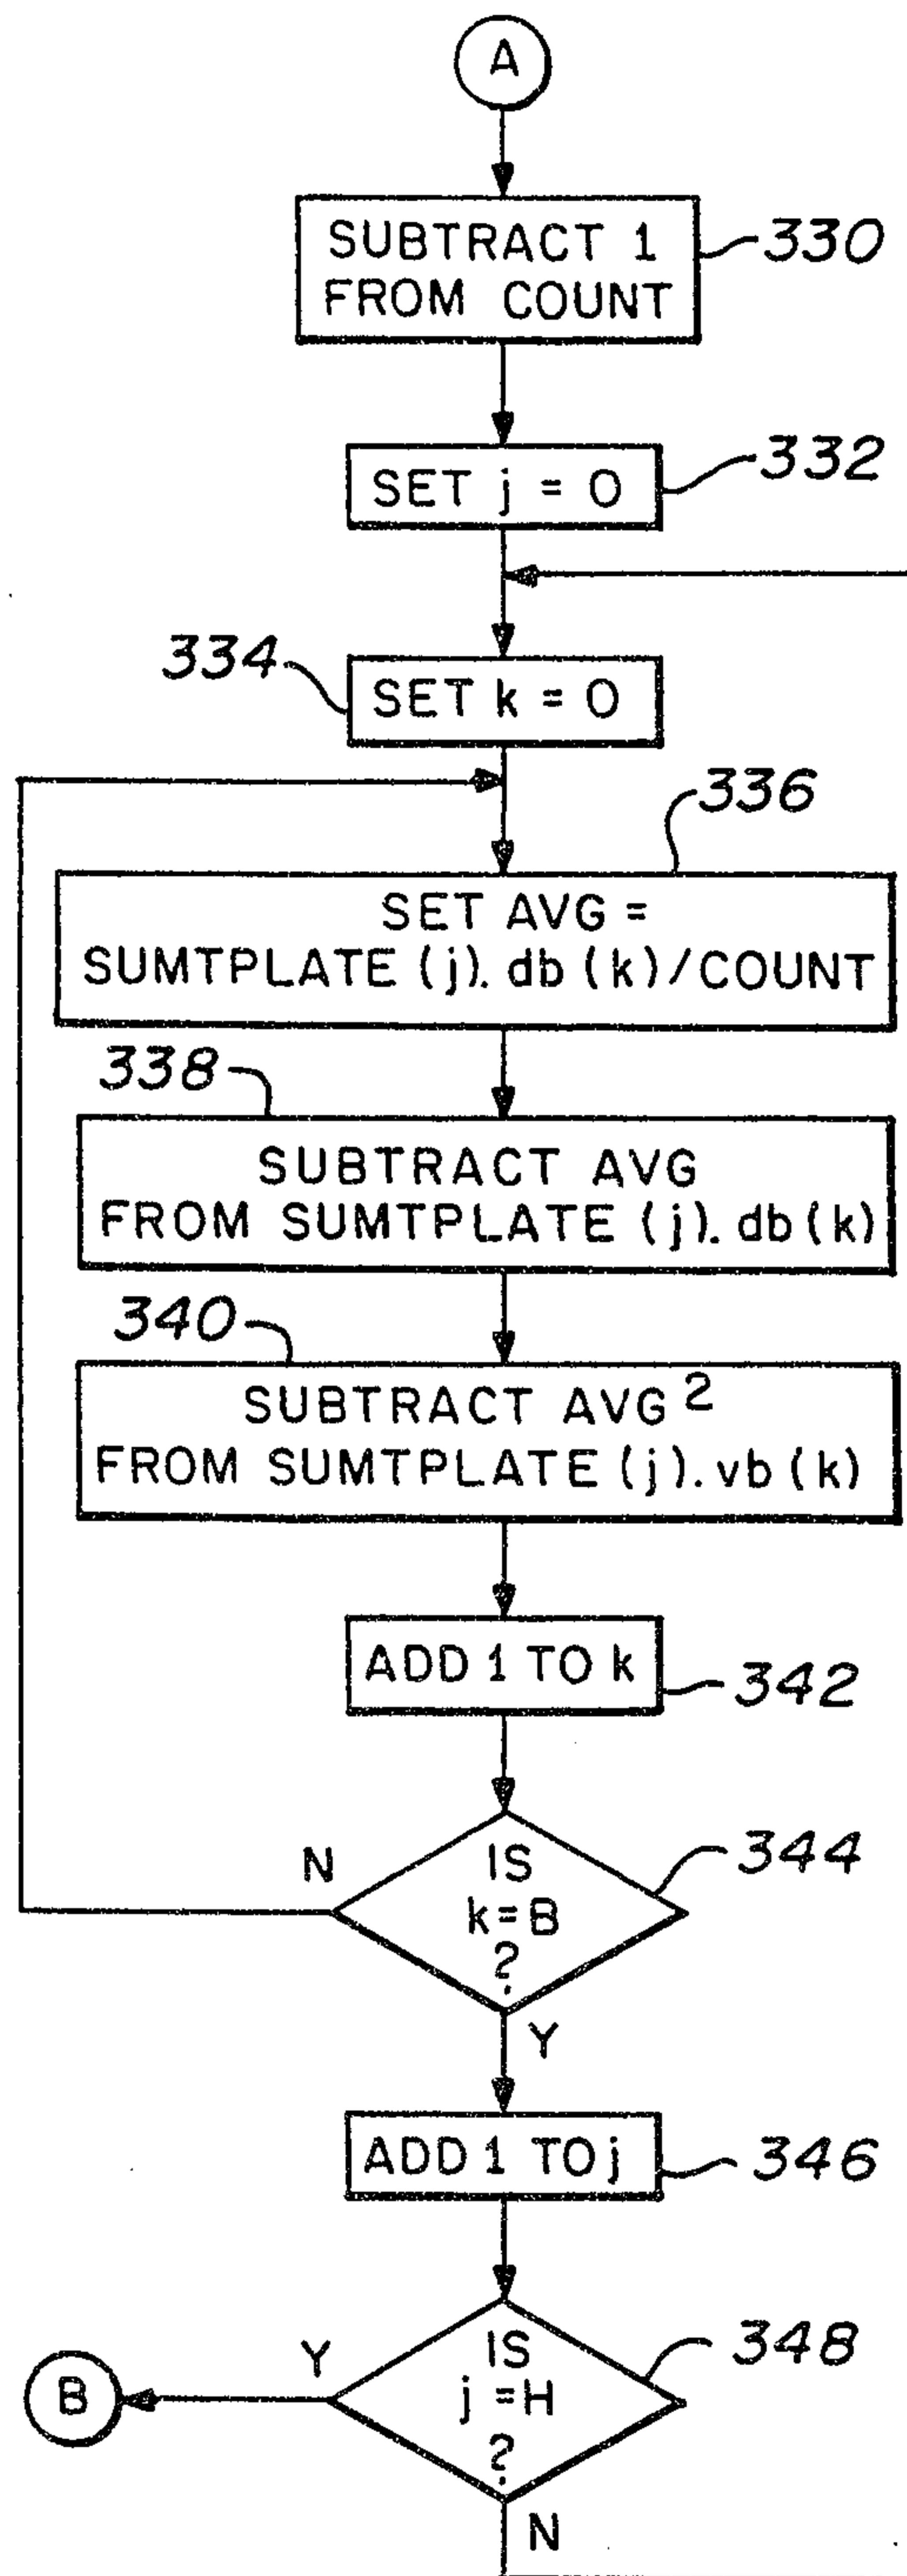 A
SUBTRACT 1
FROM COUNT
330
SET j = 0
332
334
SET k = 0
336
SET AVG =
SUMTPLATE (j). db (k)/COUNT
338
SUBTRACT AVG
FROM SUMTPLATE (j). db (k)
340
SUBTRACT AVG²
FROM SUMTPLATE (j). vb (k)
ADD 1 TO k
342
N
IS
k = B
?
344
Y
ADD 1 TO j
346
Y
IS
j = H
?
348
B
N